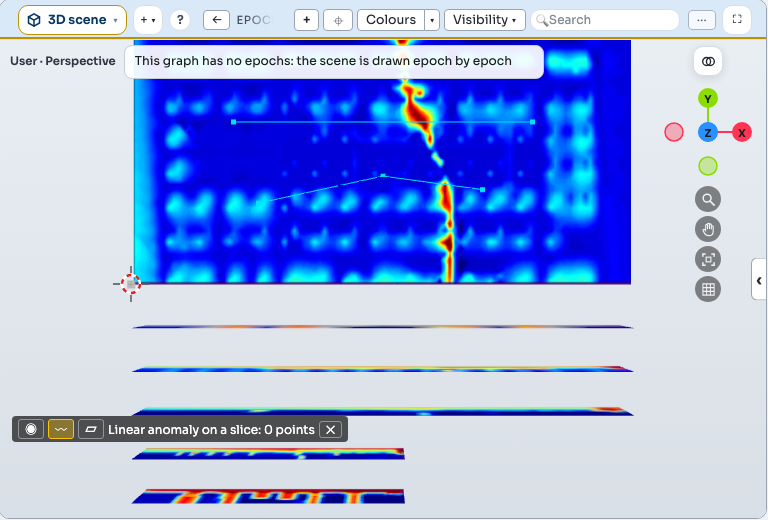 3D scene
?
EPOC
Colours
Visibility
Search
User · Perspective
This graph has no epochs: the scene is drawn epoch by epoch
Y
Z
X
Linear anomaly on a slice: 0 points